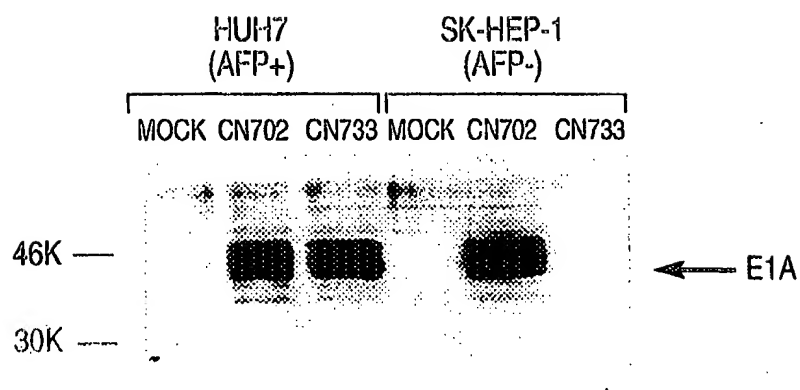 HUH7 SK-HEP-1
(AFP+) (AFP-)
MOCK CN702 CN733 MOCK CN702 CN733
46K
E1A
30K